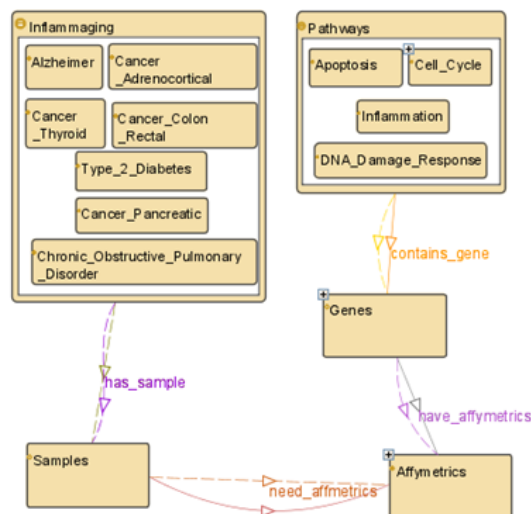 Inflammaging
Alzheimer
Cancer
_Adrenocortical
Cancer
_Thyroid
Cancer_Colon
_Rectal
Type_2_Diabetes
Cancer_Pancreatic
Chronic_Obstructive_Pulmonary
_Disorder
Pathways
Apoptosis
Cell_Cycle
Inflammation
DNA_Damage_Response
contains_gene
Genes
has_sample
have_affymetrics
Samples
need_affmetrics
Affymetrics